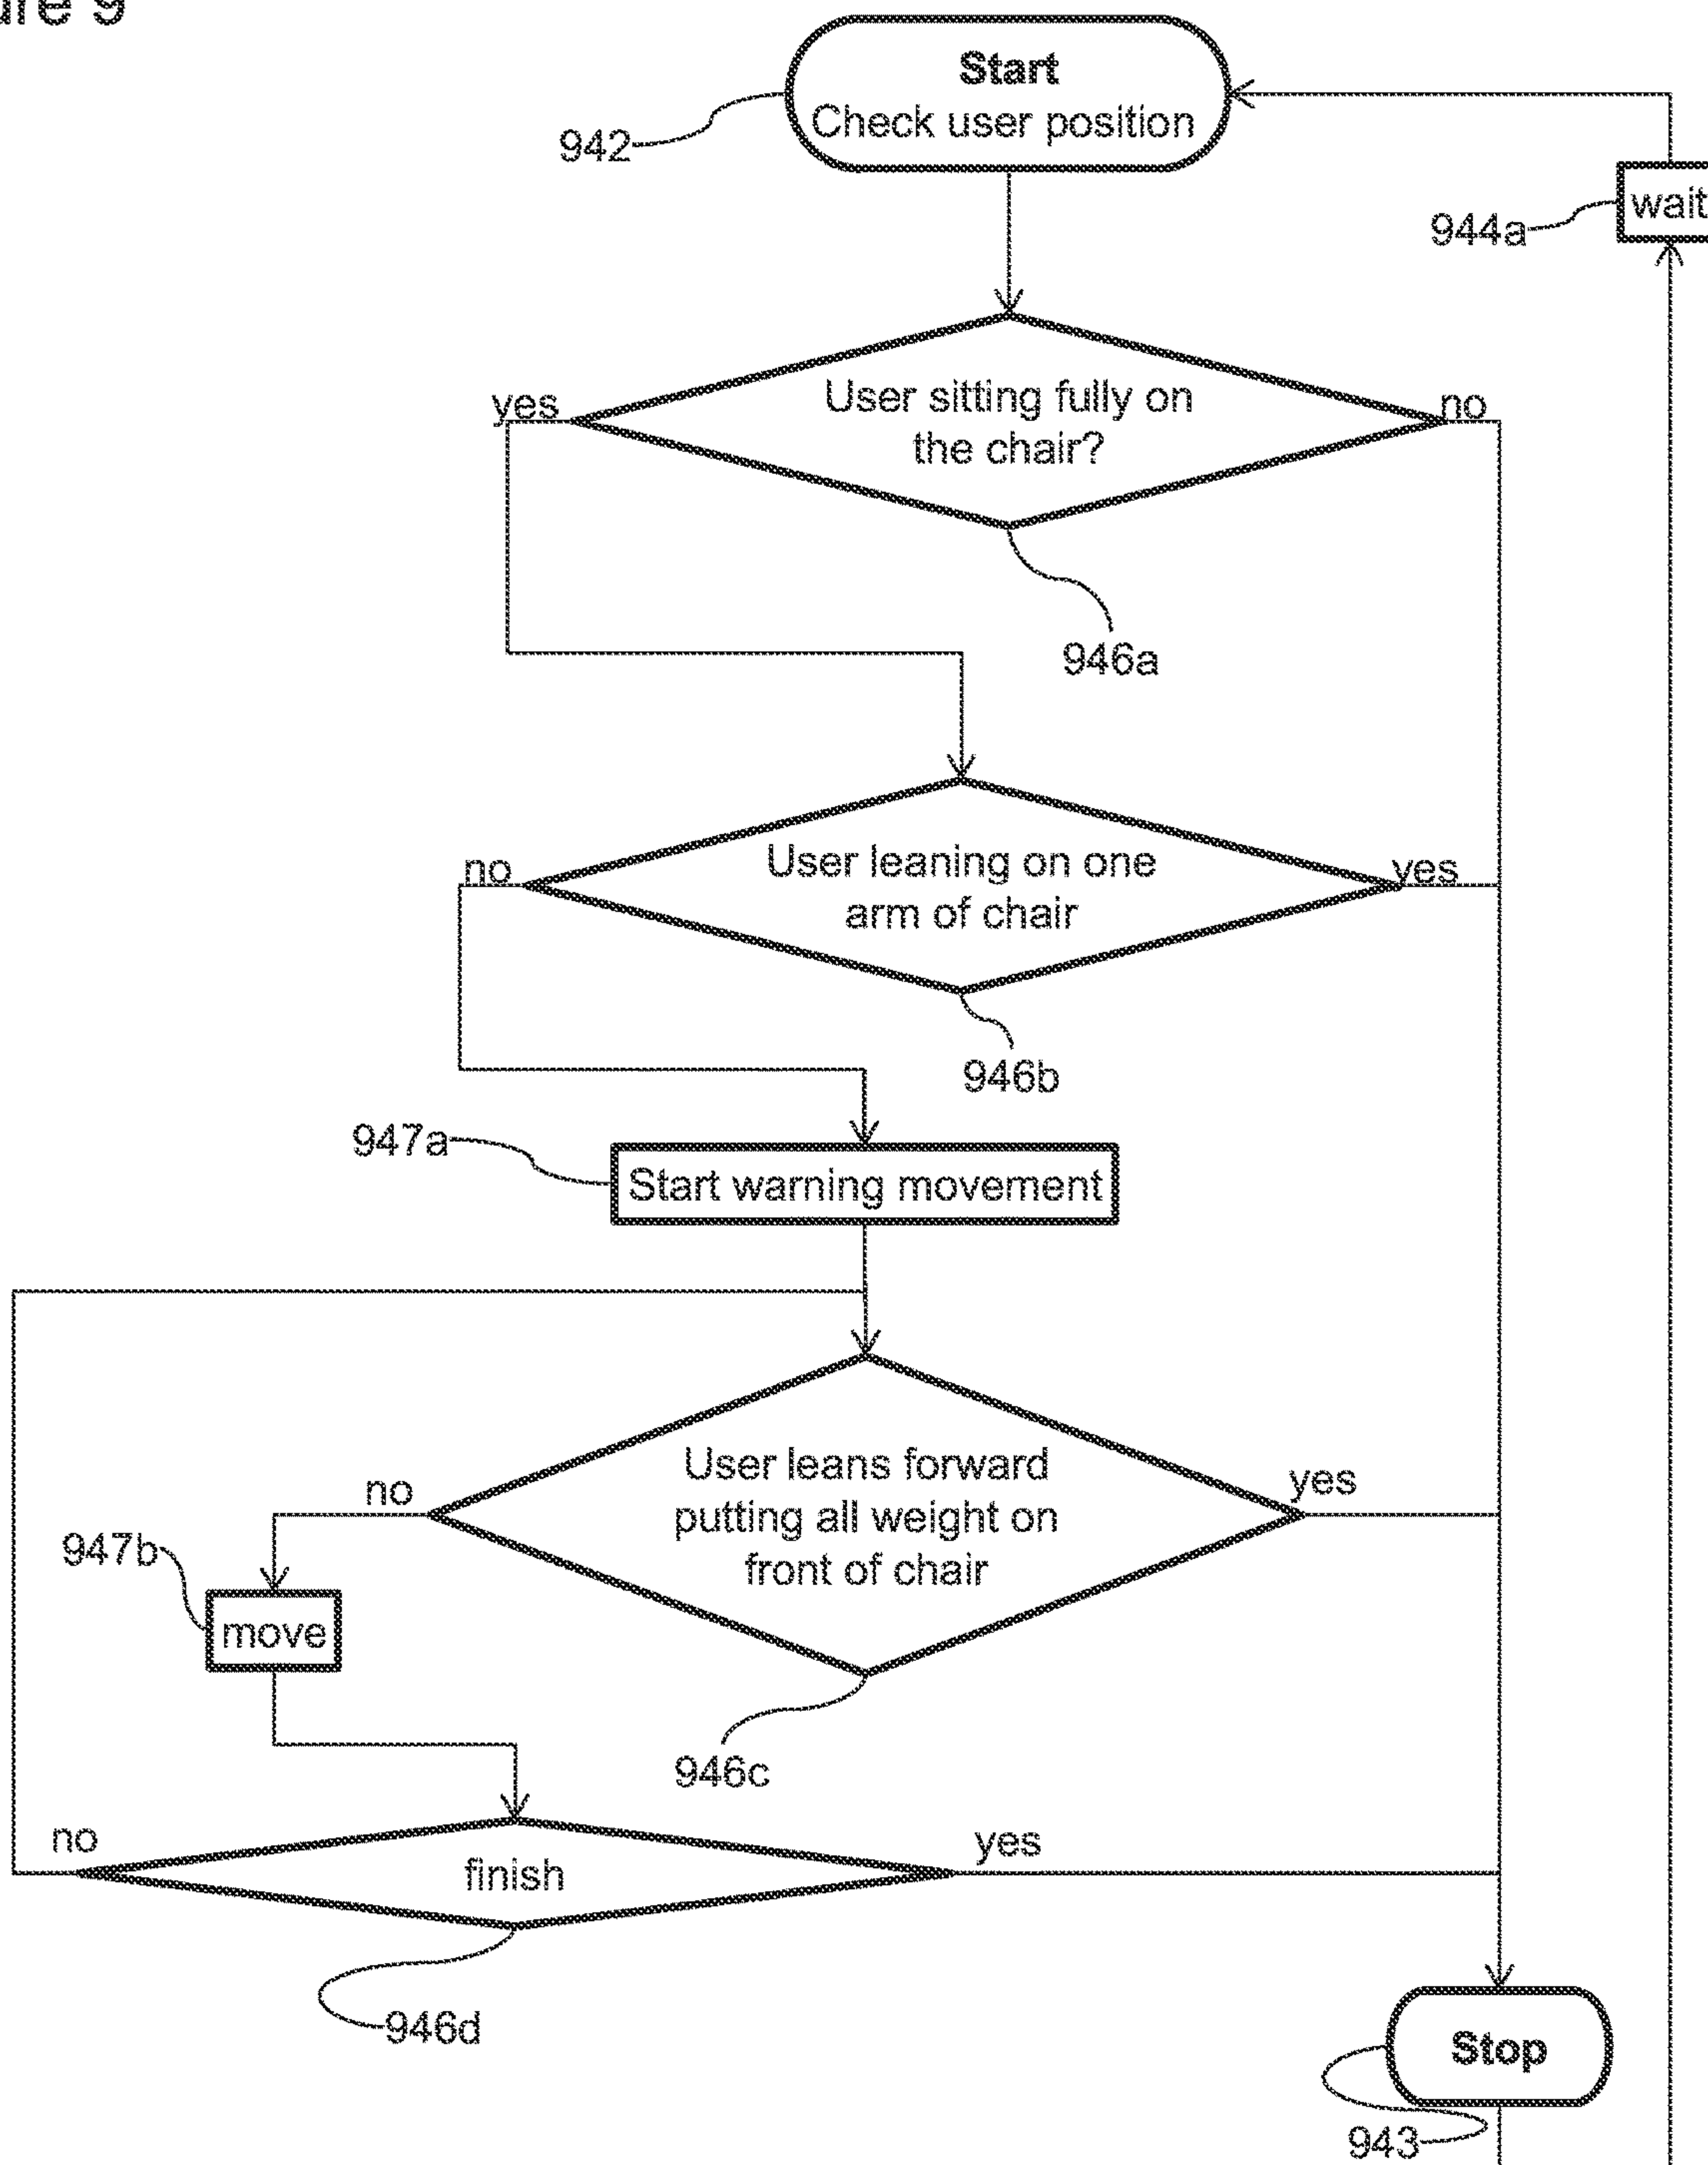 Start
Check user position
942
wait
944a
yes
User sitting fully on
the chair?
no
946a
no
User leaning on one
arm of chair
yes
946b
947a
Start warning movement
no
User leans forward
putting all weight on
front of chair
yes
947b
move
946c
no
finish
yes
946d
Stop
943